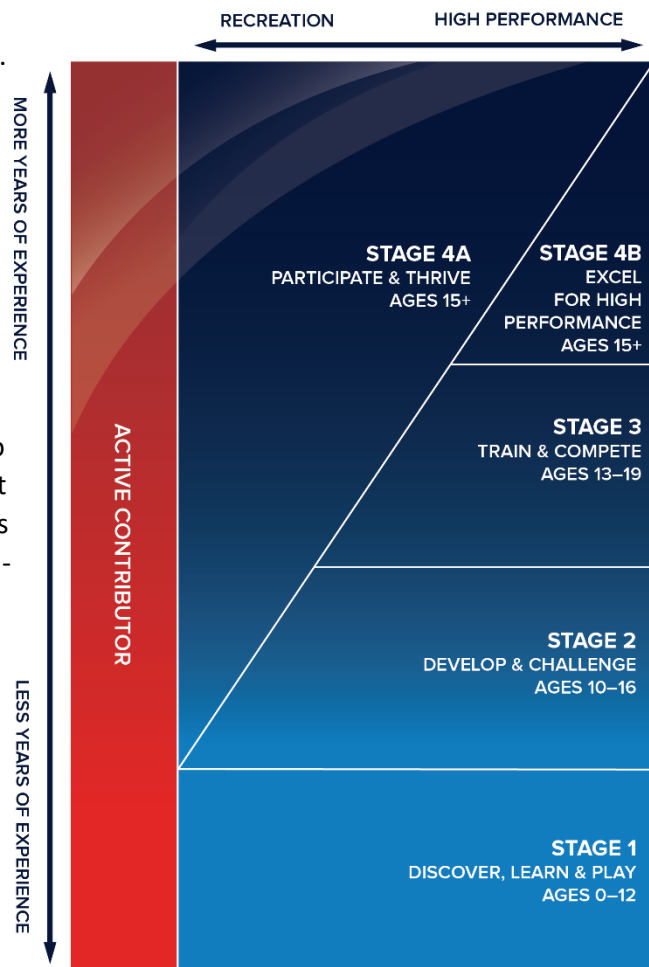 RECREATION
HIGH PERFORMANCE
.
MORE YEARS OF EXPERIENCE
STAGE 4A
PARTICIPATE & THRIVE
AGES 15+
STAGE 4B
EXCEL
FOR HIGH
PERFORMANCE
AGES 15+
ACTIVE CONTRIBUTOR
STAGE 3
TRAIN & COMPETE
AGES 13–19
t
s
-
STAGE 2
DEVELOP & CHALLENGE
AGES 10–16
LESS YEARS OF EXPERIENCE
STAGE 1
DISCOVER, LEARN & PLAY
AGES 0–12